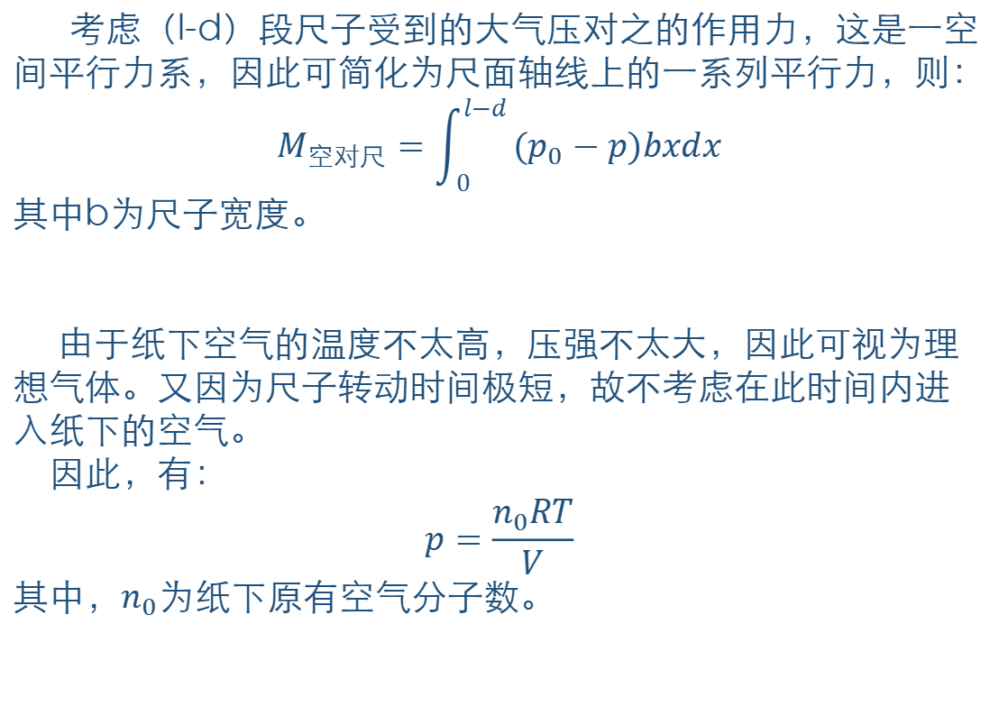 考虑（l-d）段尺子受到的大气压对之的作用力，这是一空
间平行力系，因此可简化为尺面轴线上的一系列平行力，则：
M空对尺 = ∫₀^{l−d} (p₀ − p)bxdx
其中b为尺子宽度。
由于纸下空气的温度不太高，压强不太大，因此可视为理
想气体。又因为尺子转动时间极短，故不考虑在此时间内进
入纸下的空气。
因此，有：
p = n₀RT / V
其中，n₀为纸下原有空气分子数。